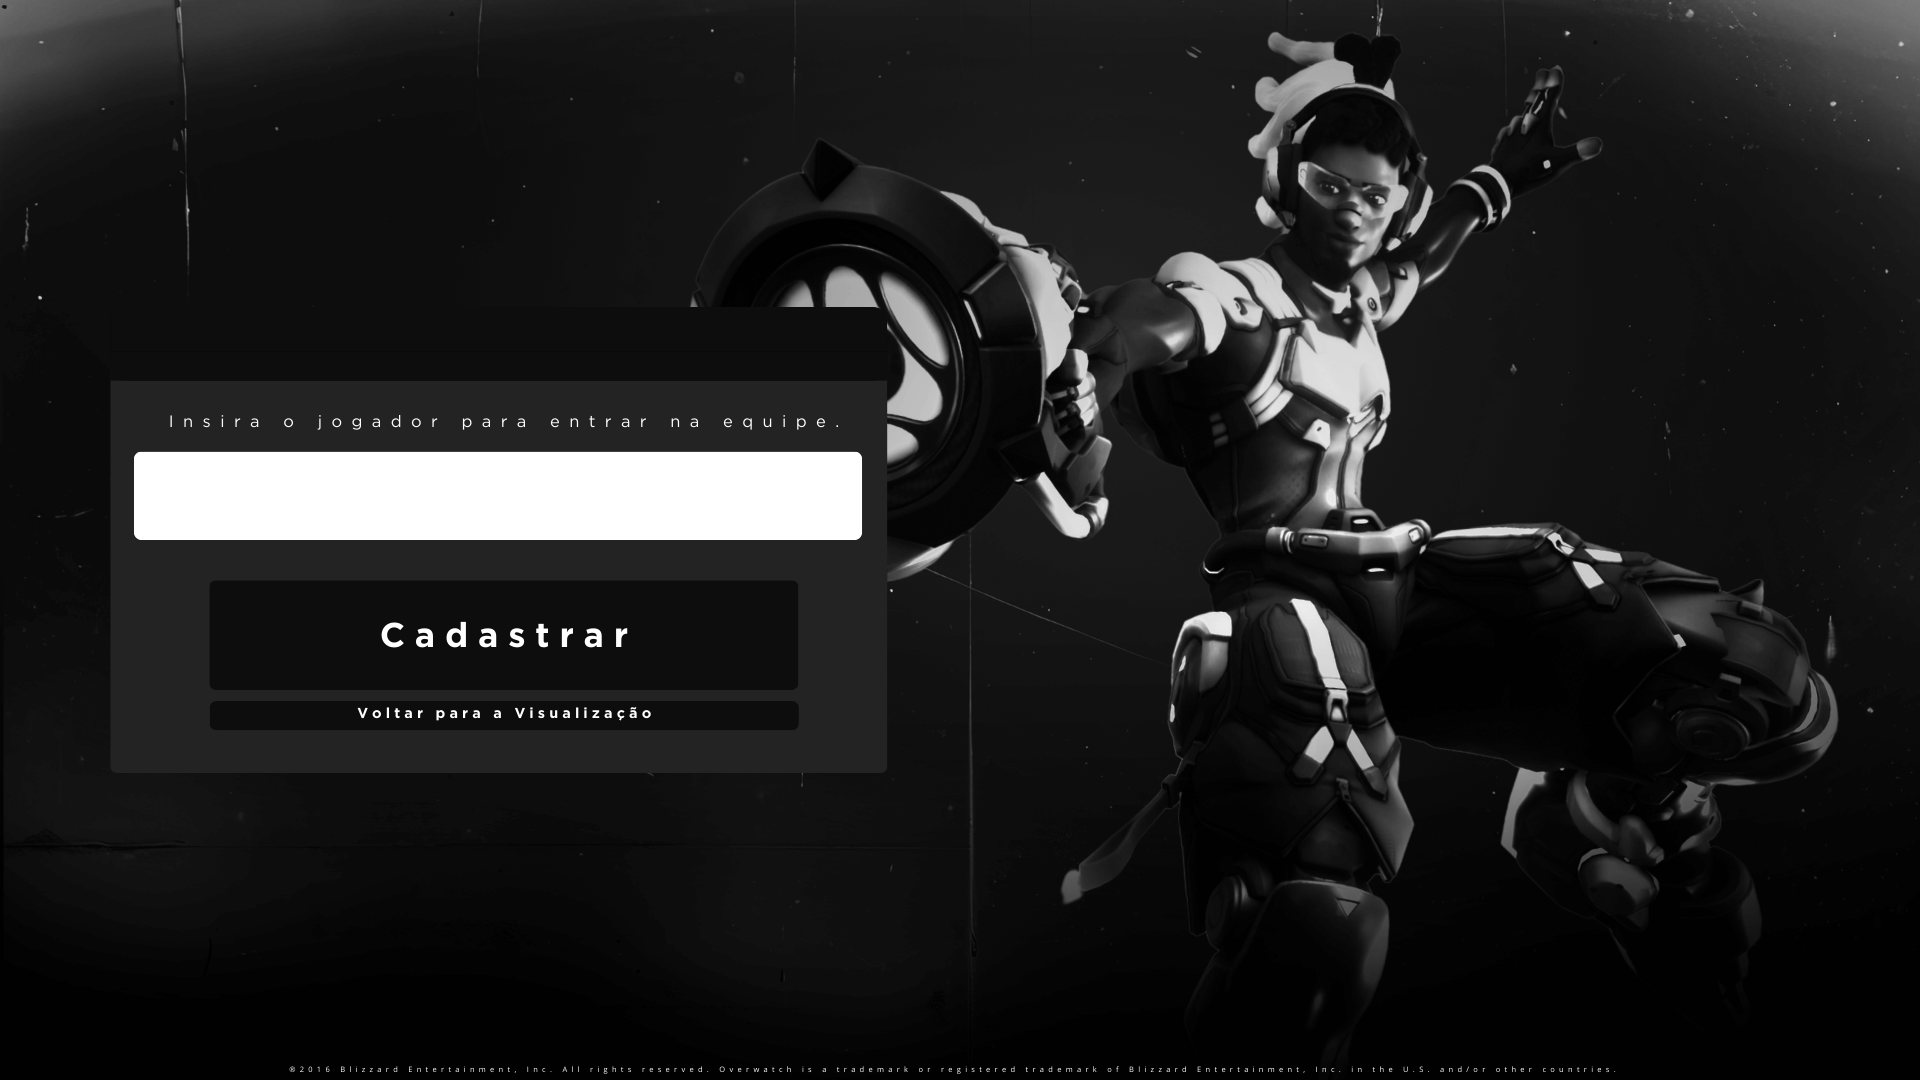 Insira o jogador para entrar na equipe.
Cadastrar
Voltar para a Visualização
©2016 Blizzard Entertainment, Inc. All rights reserved. Overwatch is a trademark or registered trademark of Blizzard Entertainment, Inc. in the U.S. and/or other countries.